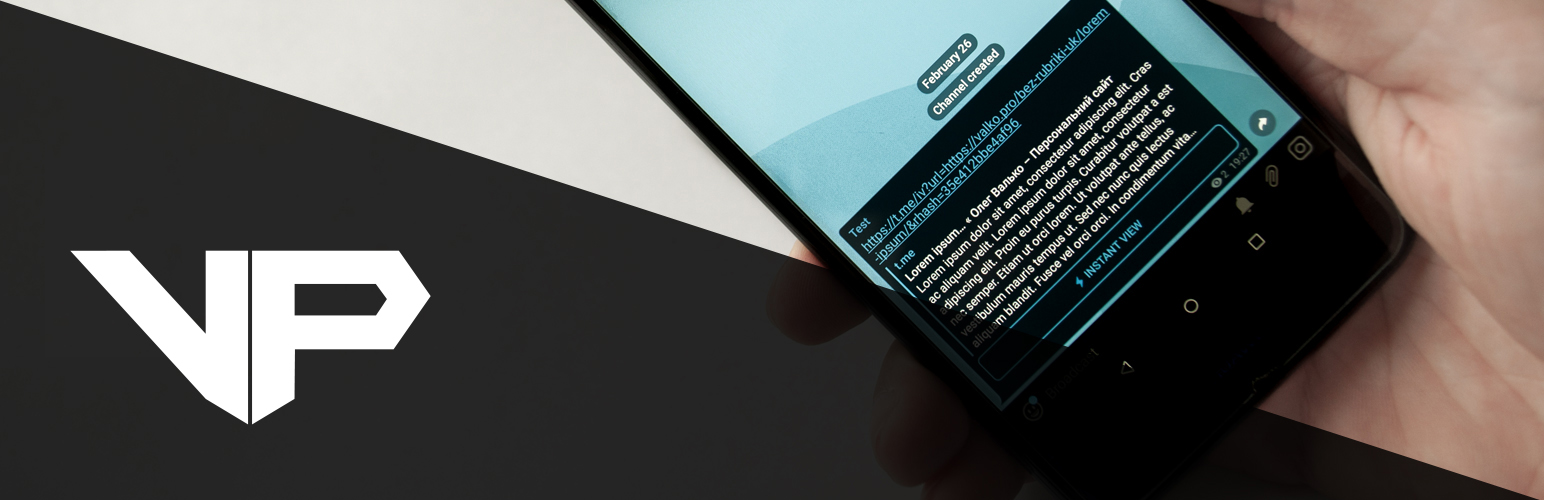 VP
February 26
Channel created
Test
https://t.me/iv?url=https://valko.pro/bez-rubriki-uk/lorem
-ipsum/&rhash=35e412bbe4af96
t.me
Lorem ipsum... « Олег Валько – Персональний сайт
Lorem ipsum dolor sit amet, consectetur adipiscing elit. Cras
ac aliquam velit. Lorem ipsum dolor sit amet, consectetur
adipiscing elit. Proin eu purus turpis. Curabitur volutpat a est
nec semper. Etiam ut orci lorem. Ut volutpat ante tellus, ac
vestibulum mauris tempus ut. Sed nec nunc quis lectus
aliquam blandit. Fusce vel orci orci. In condimentum vita...
INSTANT VIEW
2 19:27